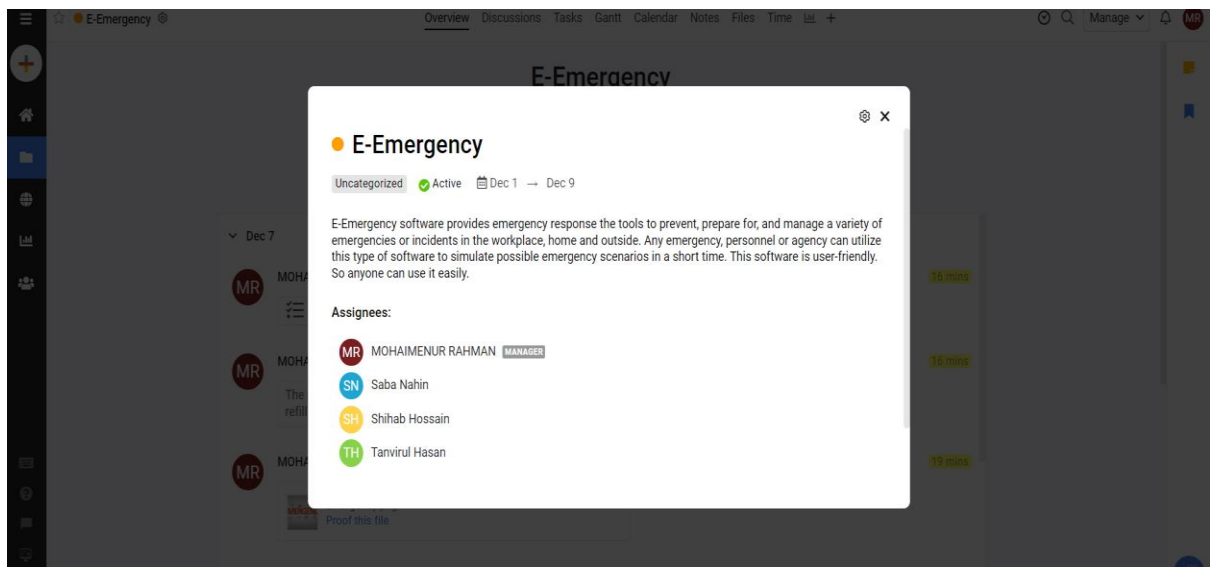 E-Emergency
Overview Discussions Tasks Gantt Calendar Notes Files Time
Manage
MR
E-Emergency
E-Emergency
Uncategorized Active Dec 1 → Dec 9
E-Emergency software provides emergency response the tools to prevent, prepare for, and manage a variety of
emergencies or incidents in the workplace, home and outside. Any emergency, personnel or agency can utilize
this type of software to simulate possible emergency scenarios in a short time. This software is user-friendly.
So anyone can use it easily.
Assignees:
MR MOHAIMENUR RAHMAN MANAGER
SN Saba Nahin
SH Shihab Hossain
TH Tanvirul Hasan
Dec 7
MR MOHA 16 mins
MR MOHA 16 mins
The
refill
MR MOHA 19 mins
Proof this file